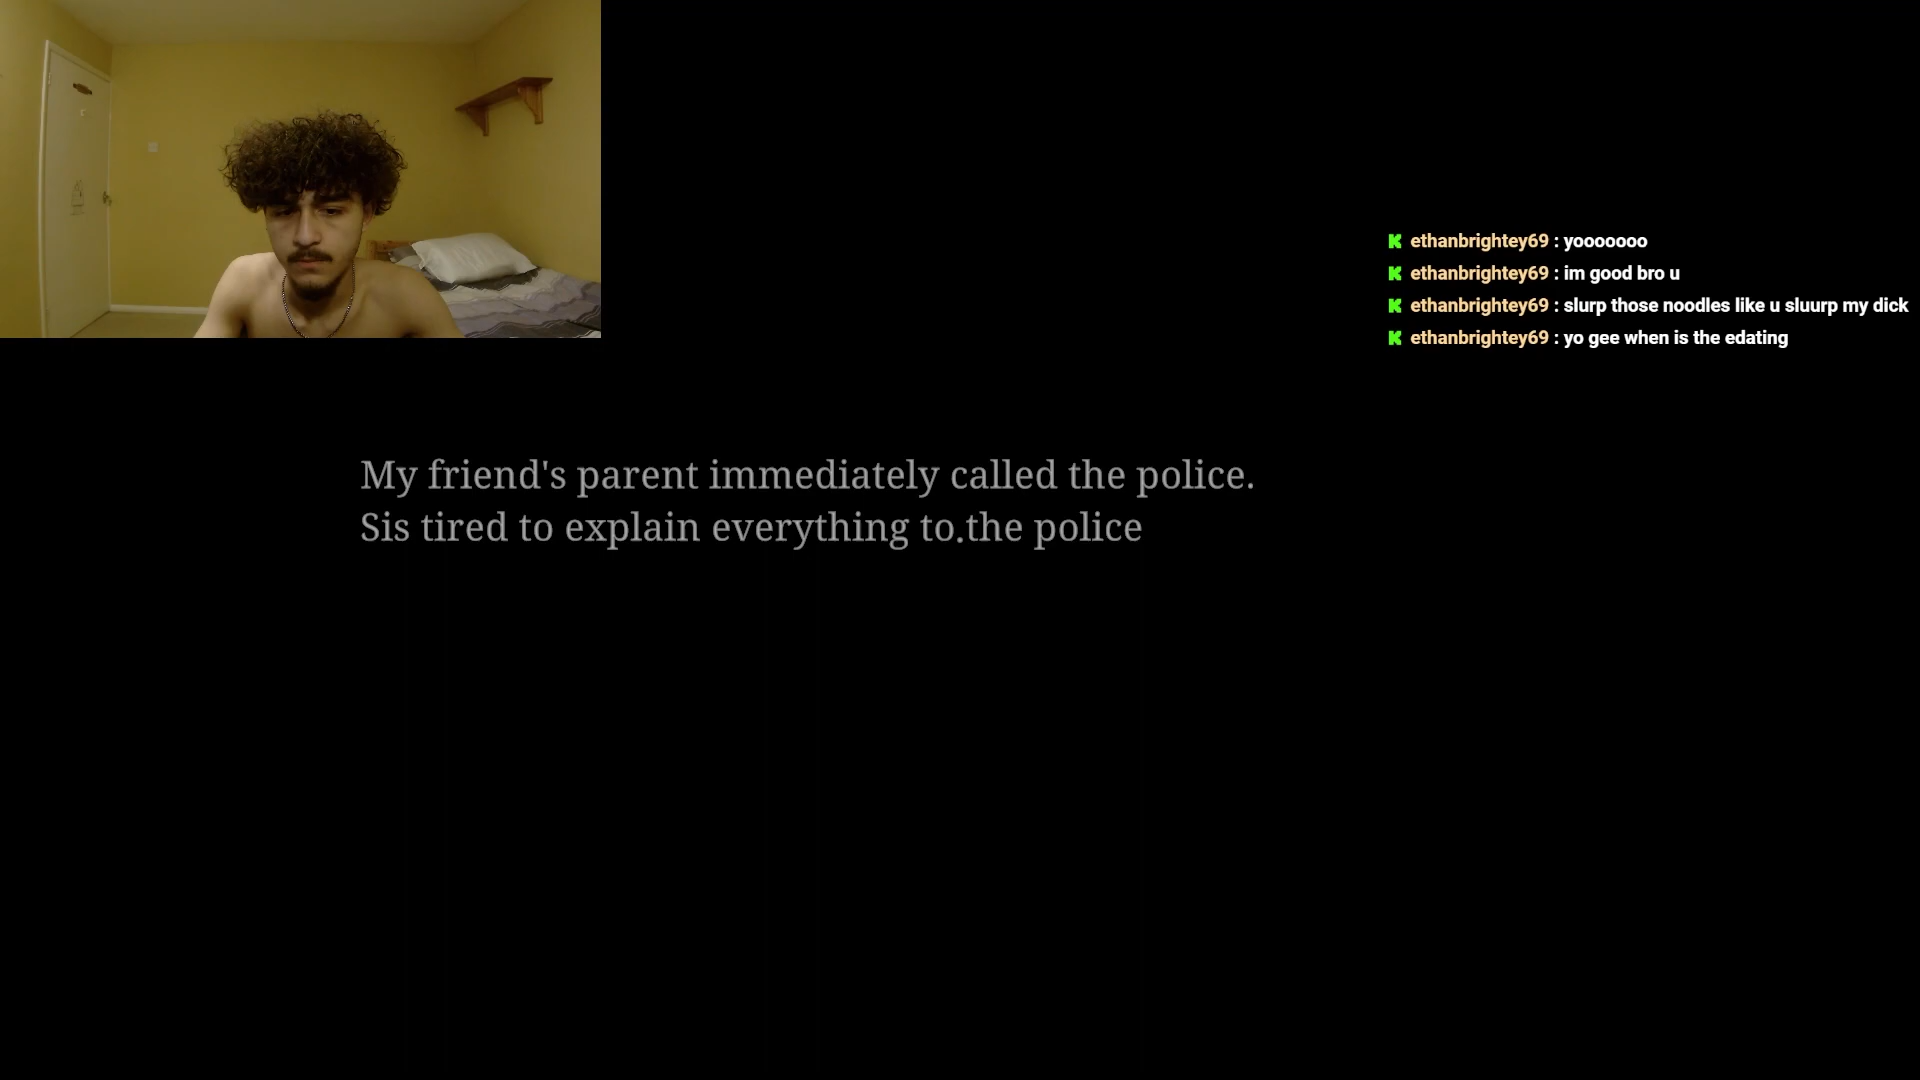 ethanbrightey69 : yooooooo
ethanbrightey69 : im good bro u
ethanbrightey69 : slurp those noodles like u sluurp my dick
ethanbrightey69 : yo gee when is the edating
My friend's parent immediately called the police.
Sis tired to explain everything to.the police